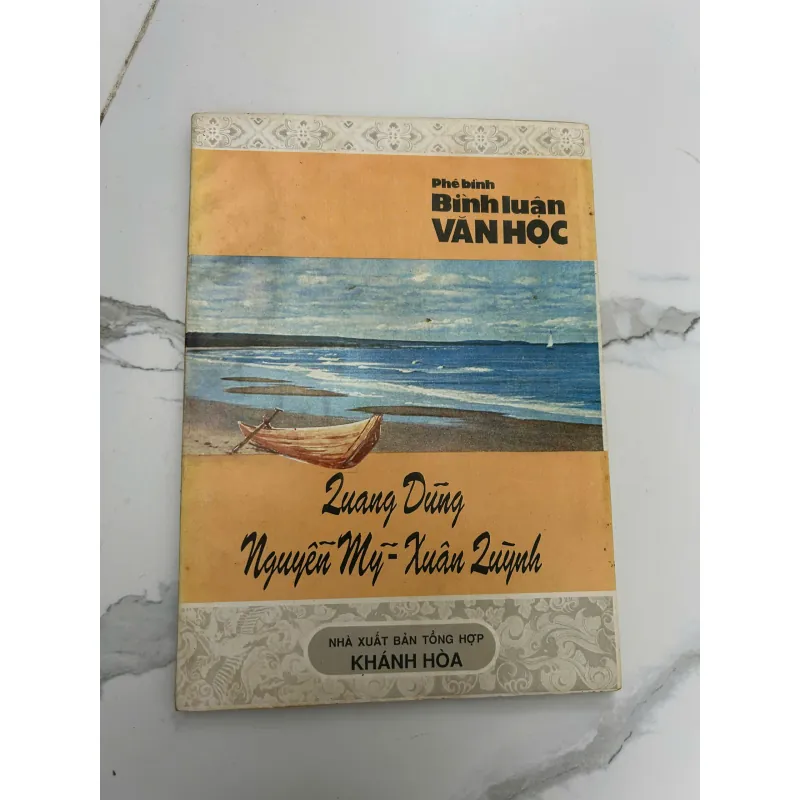 Phê bình
Bình luận
VĂN HỌC
Quang Dũng
Nguyễn Mỹ - Xuân Quỳnh
NHÀ XUẤT BẢN TỔNG HỢP
KHÁNH HÒA